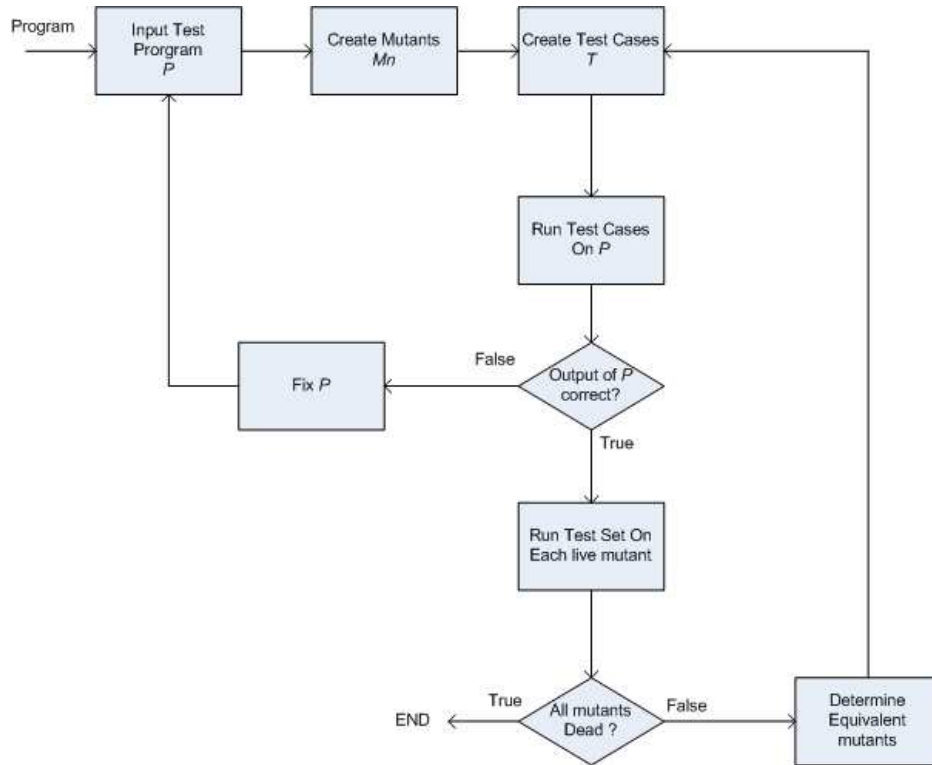 Program
Input Test
Prorgram
P
Create Mutants
Mn
Create Test Cases
T
Run Test Cases
On P
False
Fix P
Output of P
correct?
True
Run Test Set On
Each live mutant
True
END
All mutants
Dead ?
False
Determine
Equivalent
mutants